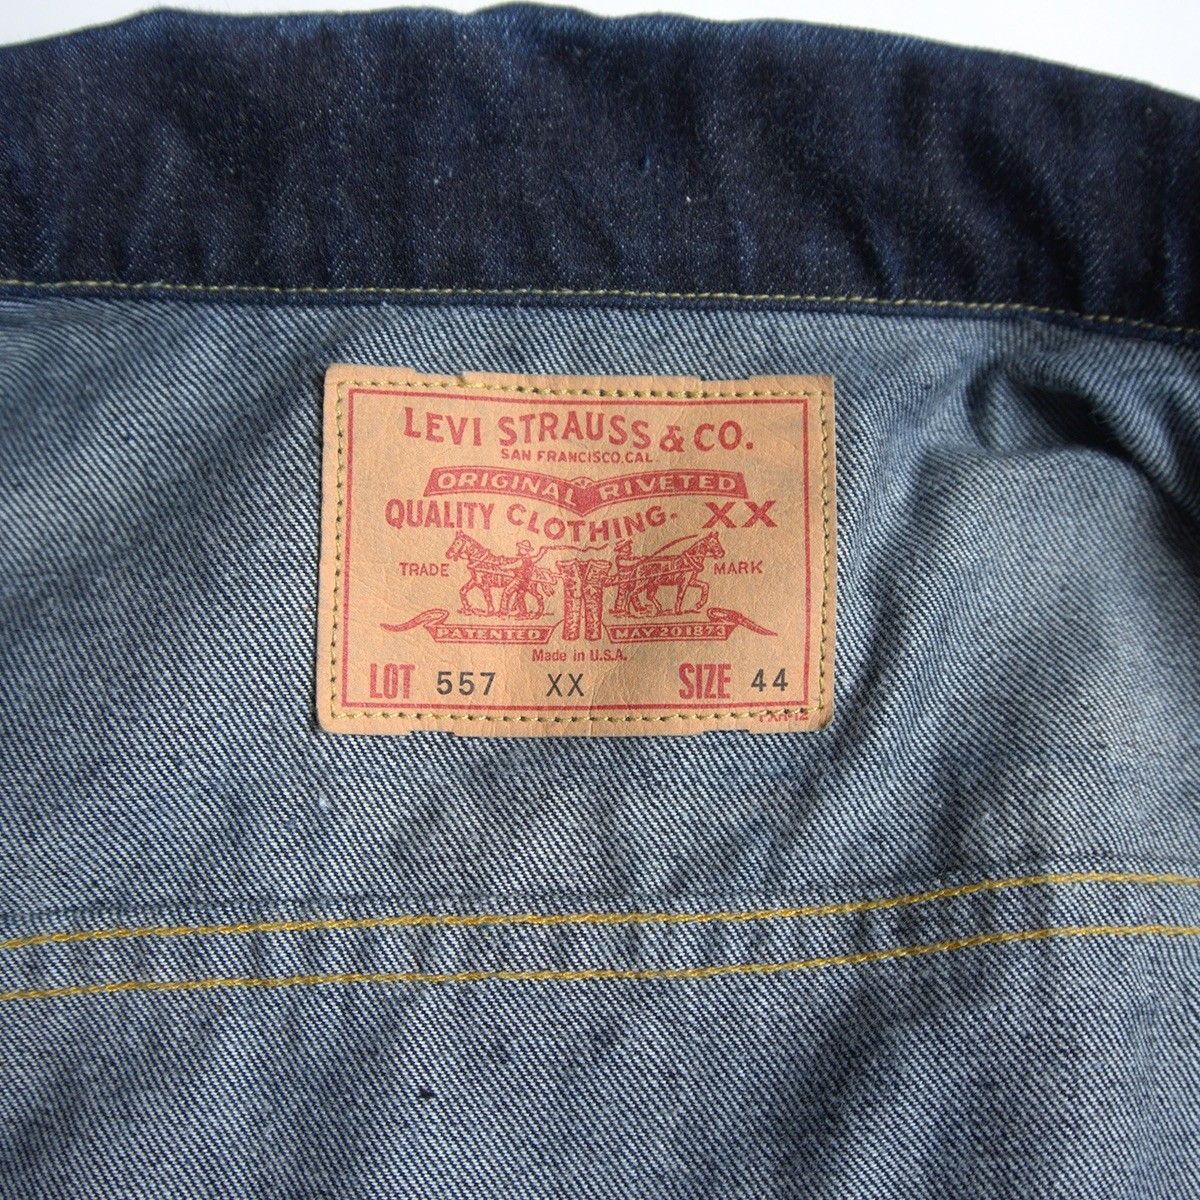 LEVI STRAUSS & CO.
SAN FRANCISCO, CAL
ORIGINAL RIVETED
QUALITY CLOTHING. XX
TRADE MARK
PATENTED MAY 20 1873
Made in U.S.A.
LOT 557 XX SIZE 44